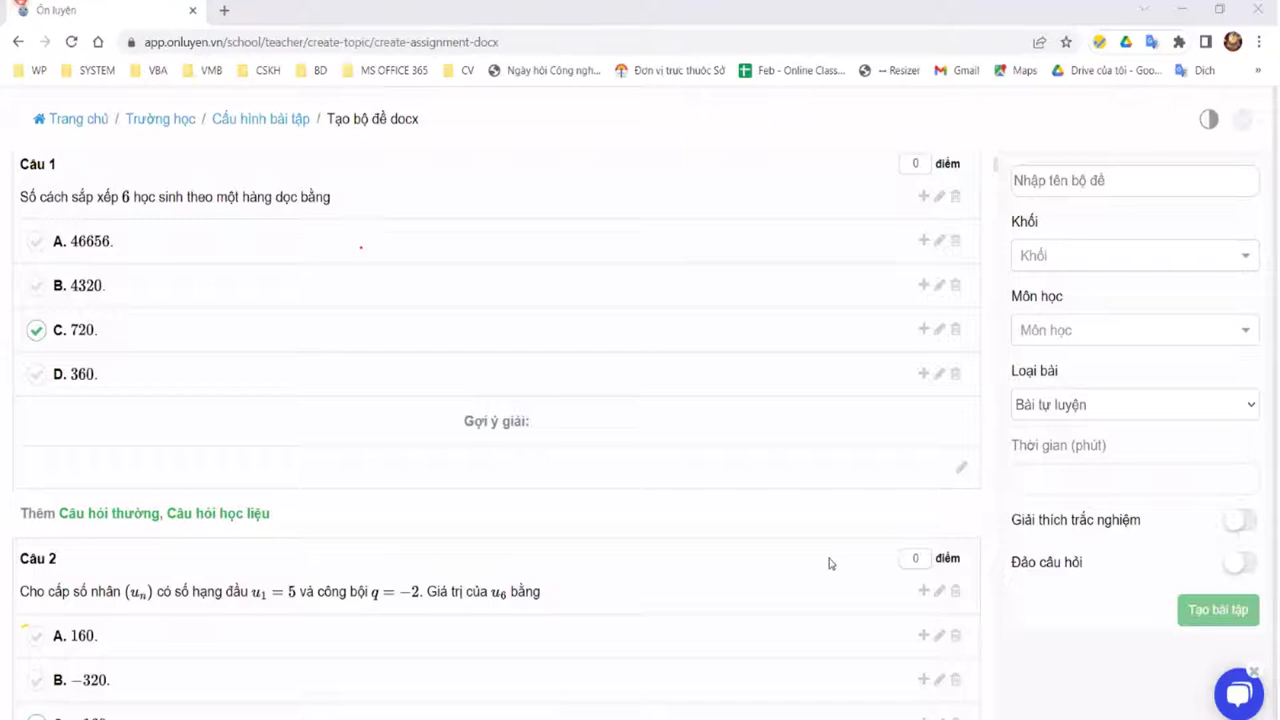 Ôn luyện
app.onluyen.vn/school/teacher/create-topic/create-assignment-docx
WP SYSTEM VBA VMB CSKH BD MS OFFICE 365 CV Ngày hội Công ngh... Đơn vị trực thuộc Sở Feb - Online Class... -- Resizer Gmail Maps Drive của tôi - Goo... Dịch »
Trang chủ / Trường học / Cấu hình bài tập / Tạo bộ đề docx
Câu 1
0 điểm
Số cách sắp xếp 6 học sinh theo một hàng dọc bằng
A. 46656.
B. 4320.
C. 720.
D. 360.
Gợi ý giải:
Thêm Câu hỏi thường, Câu hỏi học liệu
Câu 2
0 điểm
Cho cấp số nhân (uₙ) có số hạng đầu u₁ = 5 và công bội q = −2. Giá trị của u₆ bằng
A. 160.
B. −320.
Nhập tên bộ đề
Khối
Khối
Môn học
Môn học
Loại bài
Bài tự luyện
Thời gian (phút)
Giải thích trắc nghiệm
Đảo câu hỏi
Tạo bài tập